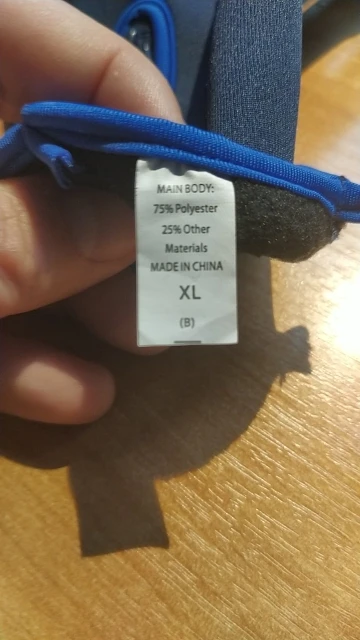 MAIN BODY:
75% Polyester
25% Other
Materials
MADE IN CHINA
XL
(B)